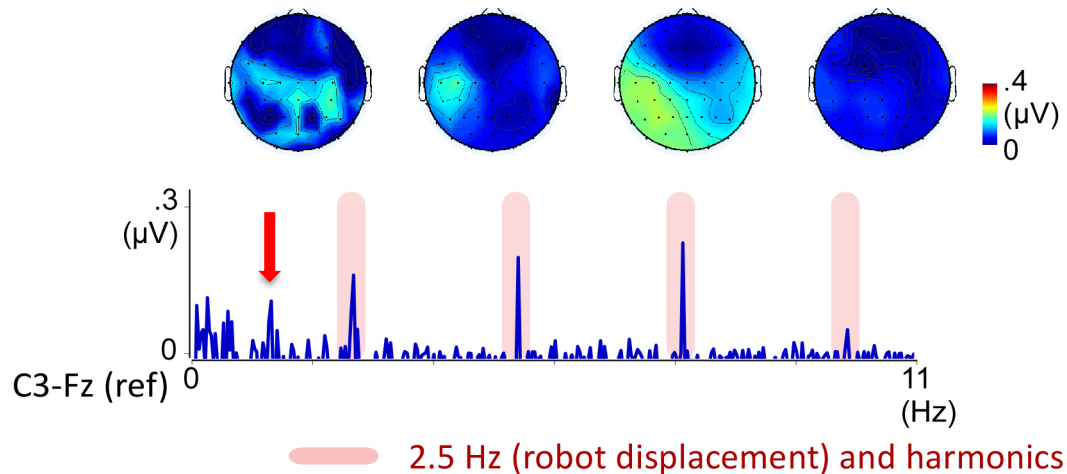 .4
(µV)
0
.3
(µV)
0
C3-Fz (ref)
0
11
(Hz)
2.5 Hz (robot displacement) and harmonics